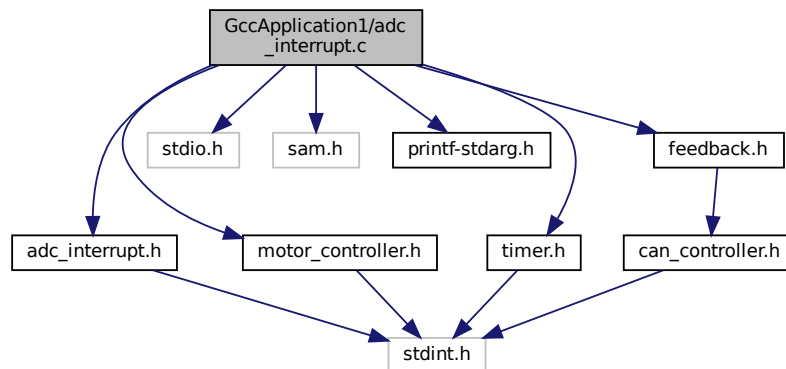 GccApplication1/adc
_interrupt.c
stdio.h
sam.h
printf-stdarg.h
feedback.h
adc_interrupt.h
motor_controller.h
timer.h
can_controller.h
stdint.h